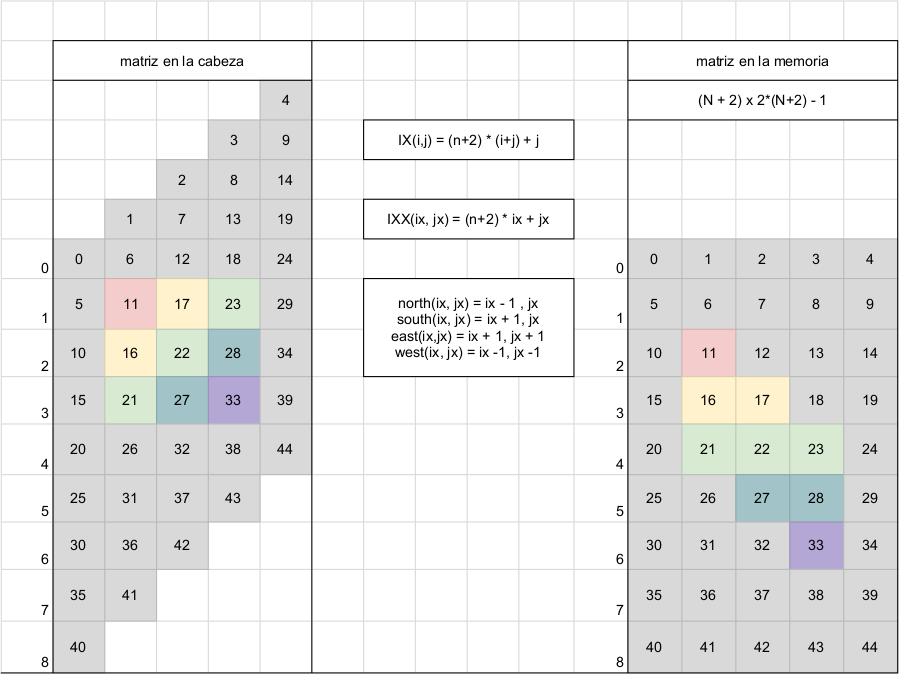 matriz en la cabeza matriz en la memoria
4 (N + 2) x 2*(N+2) - 1
3 9 IX(i,j) = (n+2) * (i+j) + j
2 8 14
1 7 13 19 IXX(ix, jx) = (n+2) * ix + jx
0 0 6 12 18 24 0 0 1 2 3 4
1 5 11 17 23 29 1 5 6 7 8 9
north(ix, jx) = ix - 1 , jx
south(ix, jx) = ix + 1, jx
east(ix,jx) = ix + 1, jx + 1
west(ix, jx) = ix -1, jx -1
2 10 16 22 28 34 2 10 11 12 13 14
3 15 21 27 33 39 3 15 16 17 18 19
4 20 26 32 38 44 4 20 21 22 23 24
5 25 31 37 43 5 25 26 27 28 29
6 30 36 42 6 30 31 32 33 34
7 35 41 7 35 36 37 38 39
8 40 8 40 41 42 43 44